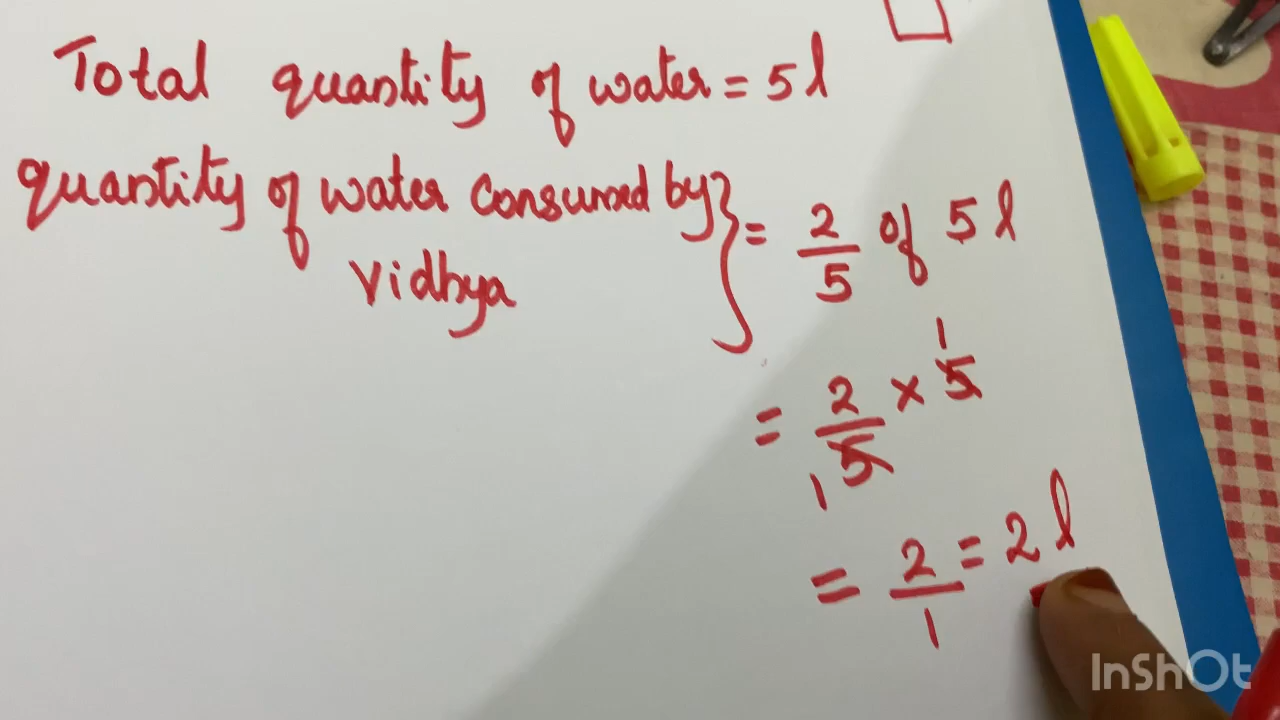 Total quantity of water = 5 l
quantity of water consumed by } = 2/5 of 5 l
Vidhya
= 2/5 × 5
1 1
= 2/1 = 2 l
InShOt